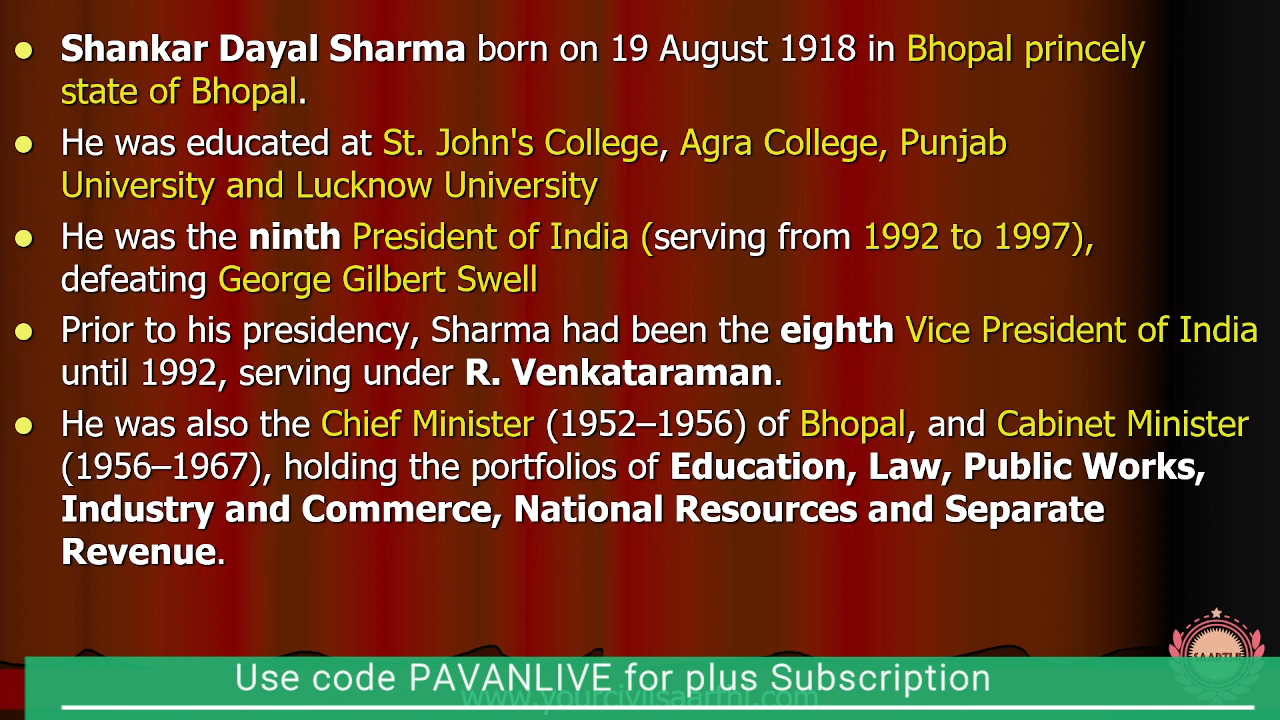 Shankar Dayal Sharma born on 19 August 1918 in Bhopal princely
state of Bhopal.
He was educated at St. John's College, Agra College, Punjab
University and Lucknow University
He was the ninth President of India (serving from 1992 to 1997),
defeating George Gilbert Swell
Prior to his presidency, Sharma had been the eighth Vice President of India
until 1992, serving under R. Venkataraman.
He was also the Chief Minister (1952–1956) of Bhopal, and Cabinet Minister
(1956–1967), holding the portfolios of Education, Law, Public Works,
Industry and Commerce, National Resources and Separate
Revenue.
SAARTHI
Use code PAVANLIVE for plus Subscription
www.yourcivilsaarthi.com